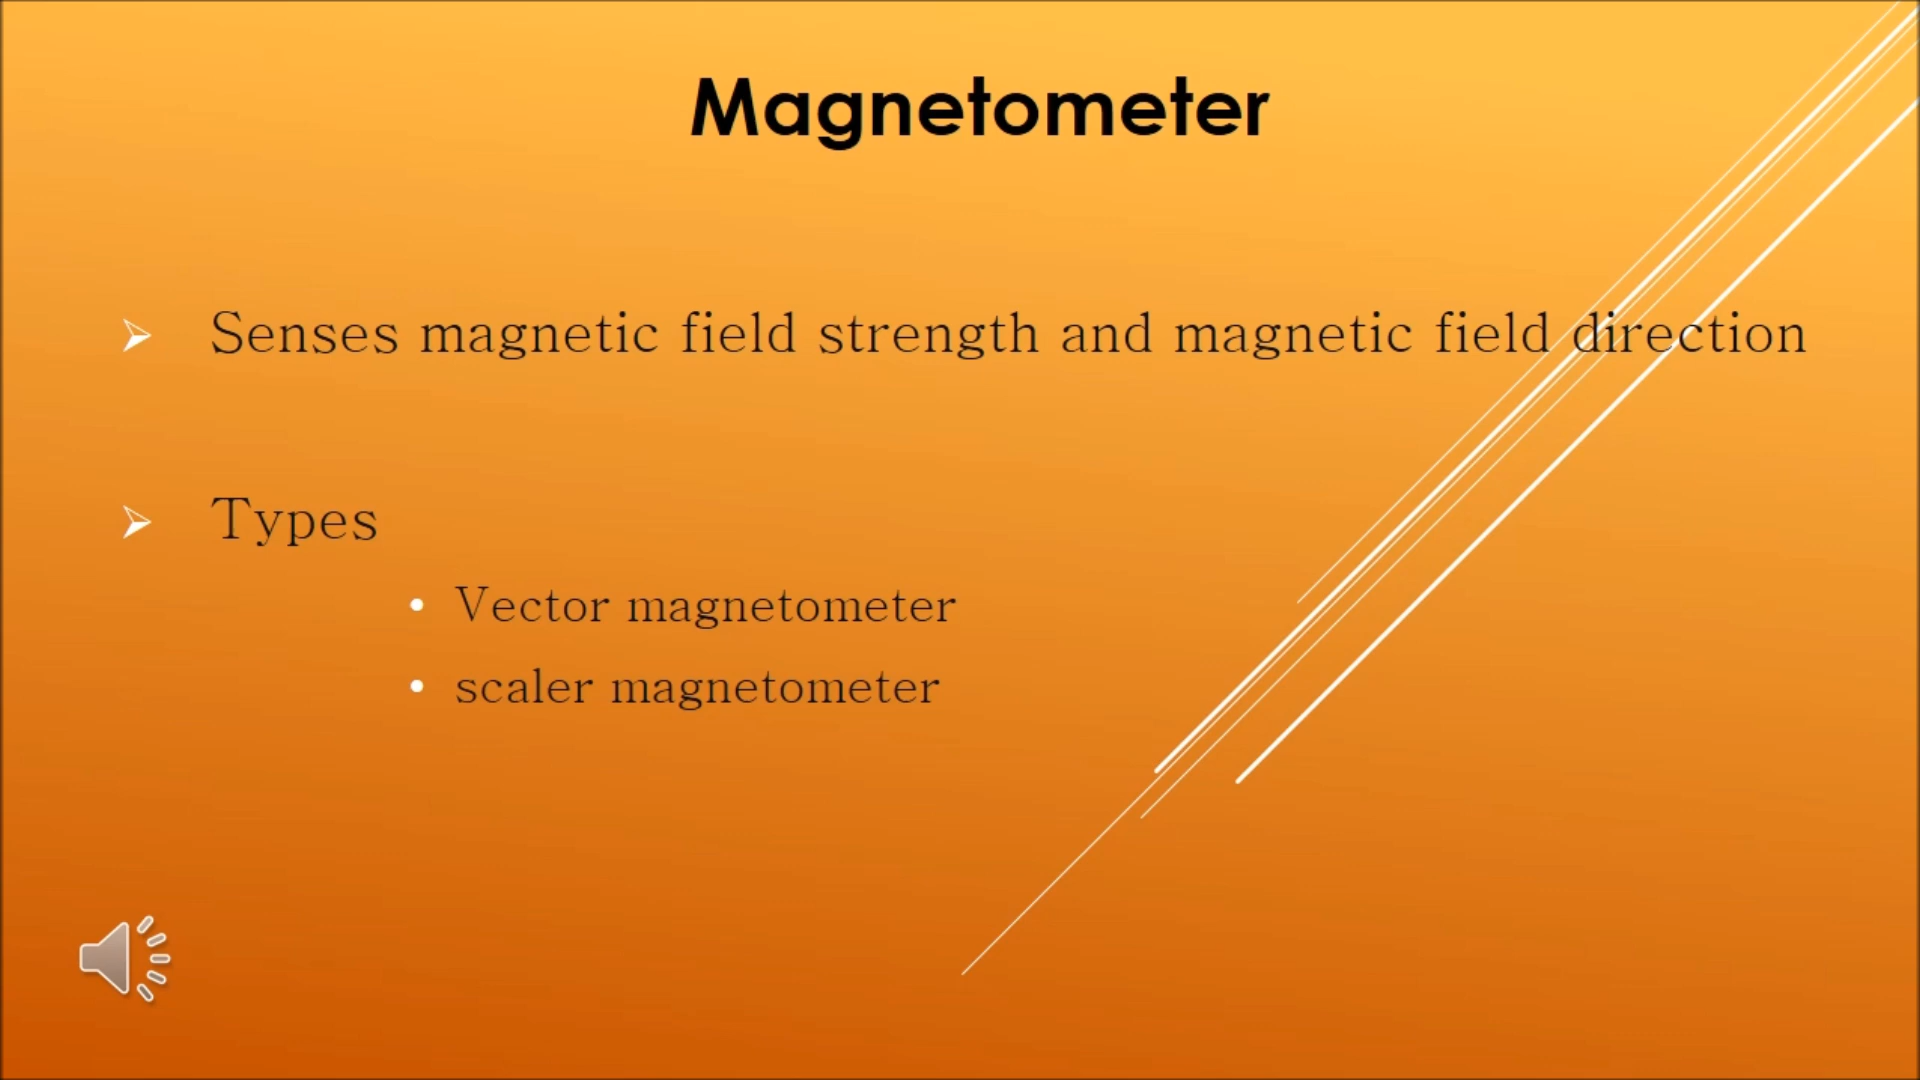 Magnetometer
Senses magnetic field strength and magnetic field direction
Types
Vector magnetometer
scaler magnetometer